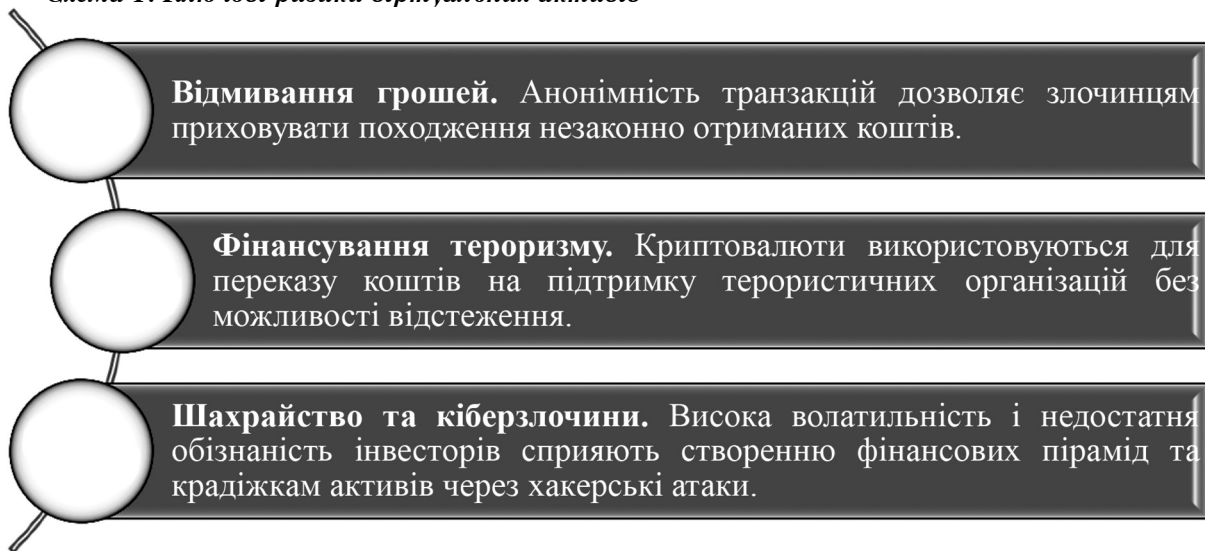 Відмивання грошей. Анонімність транзакцій дозволяє злочинцям
приховувати походження незаконно отриманих коштів.
Фінансування тероризму. Криптовалюти використовуються для
переказу коштів на підтримку терористичних організацій без
можливості відстеження.
Шахрайство та кіберзлочини. Висока волатильність і недостатня
обізнаність інвесторів сприяють створенню фінансових пірамід та
крадіжкам активів через хакерські атаки.